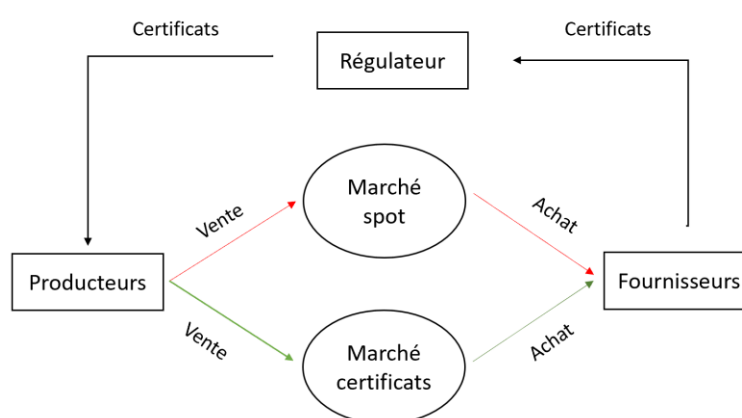 Certificats
Certificats
Régulateur
Marché
spot
Vente
Achat
Producteurs
Fournisseurs
Vente
Achat
Marché
certificats